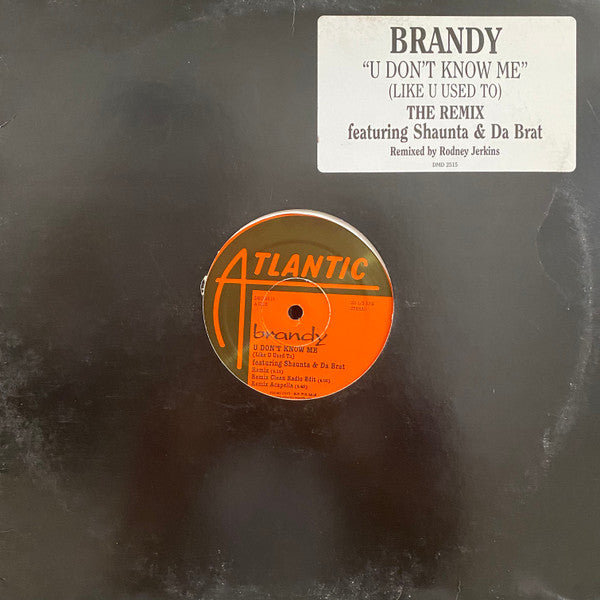 BRANDY
“U DON’T KNOW ME”
(LIKE U USED TO)
THE REMIX
featuring Shaunta & Da Brat
Remixed by Rodney Jerkins
DMD 2515
ATLANTIC
STEREO
brandy
U DON'T KNOW ME
(Like U Used To)
featuring Shaunta & Da Brat
Remix
Remix Clean Radio Edit
Remix Acapella